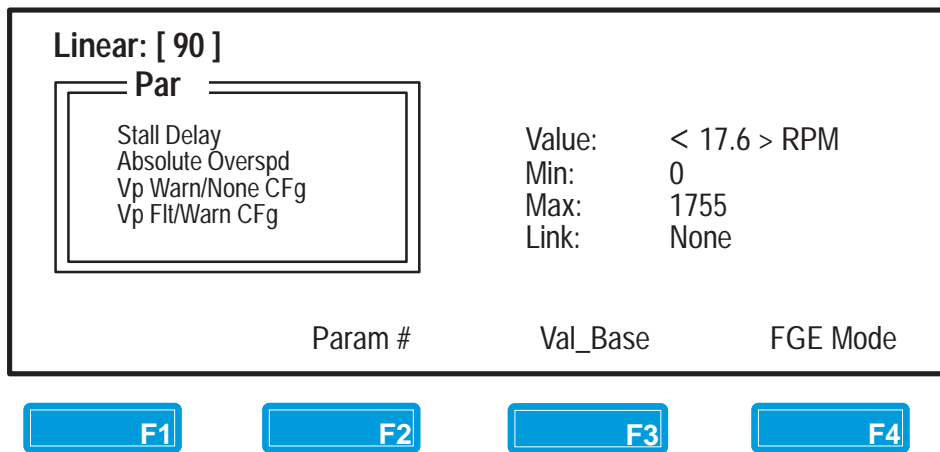 Linear: [ 90 ]
Par
Stall Delay
Absolute Overspd
Vp Warn/None CFg
Vp Flt/Warn CFg
Value: < 17.6 > RPM
Min: 0
Max: 1755
Link: None
Param # Val_Base FGE Mode
F1 F2 F3 F4